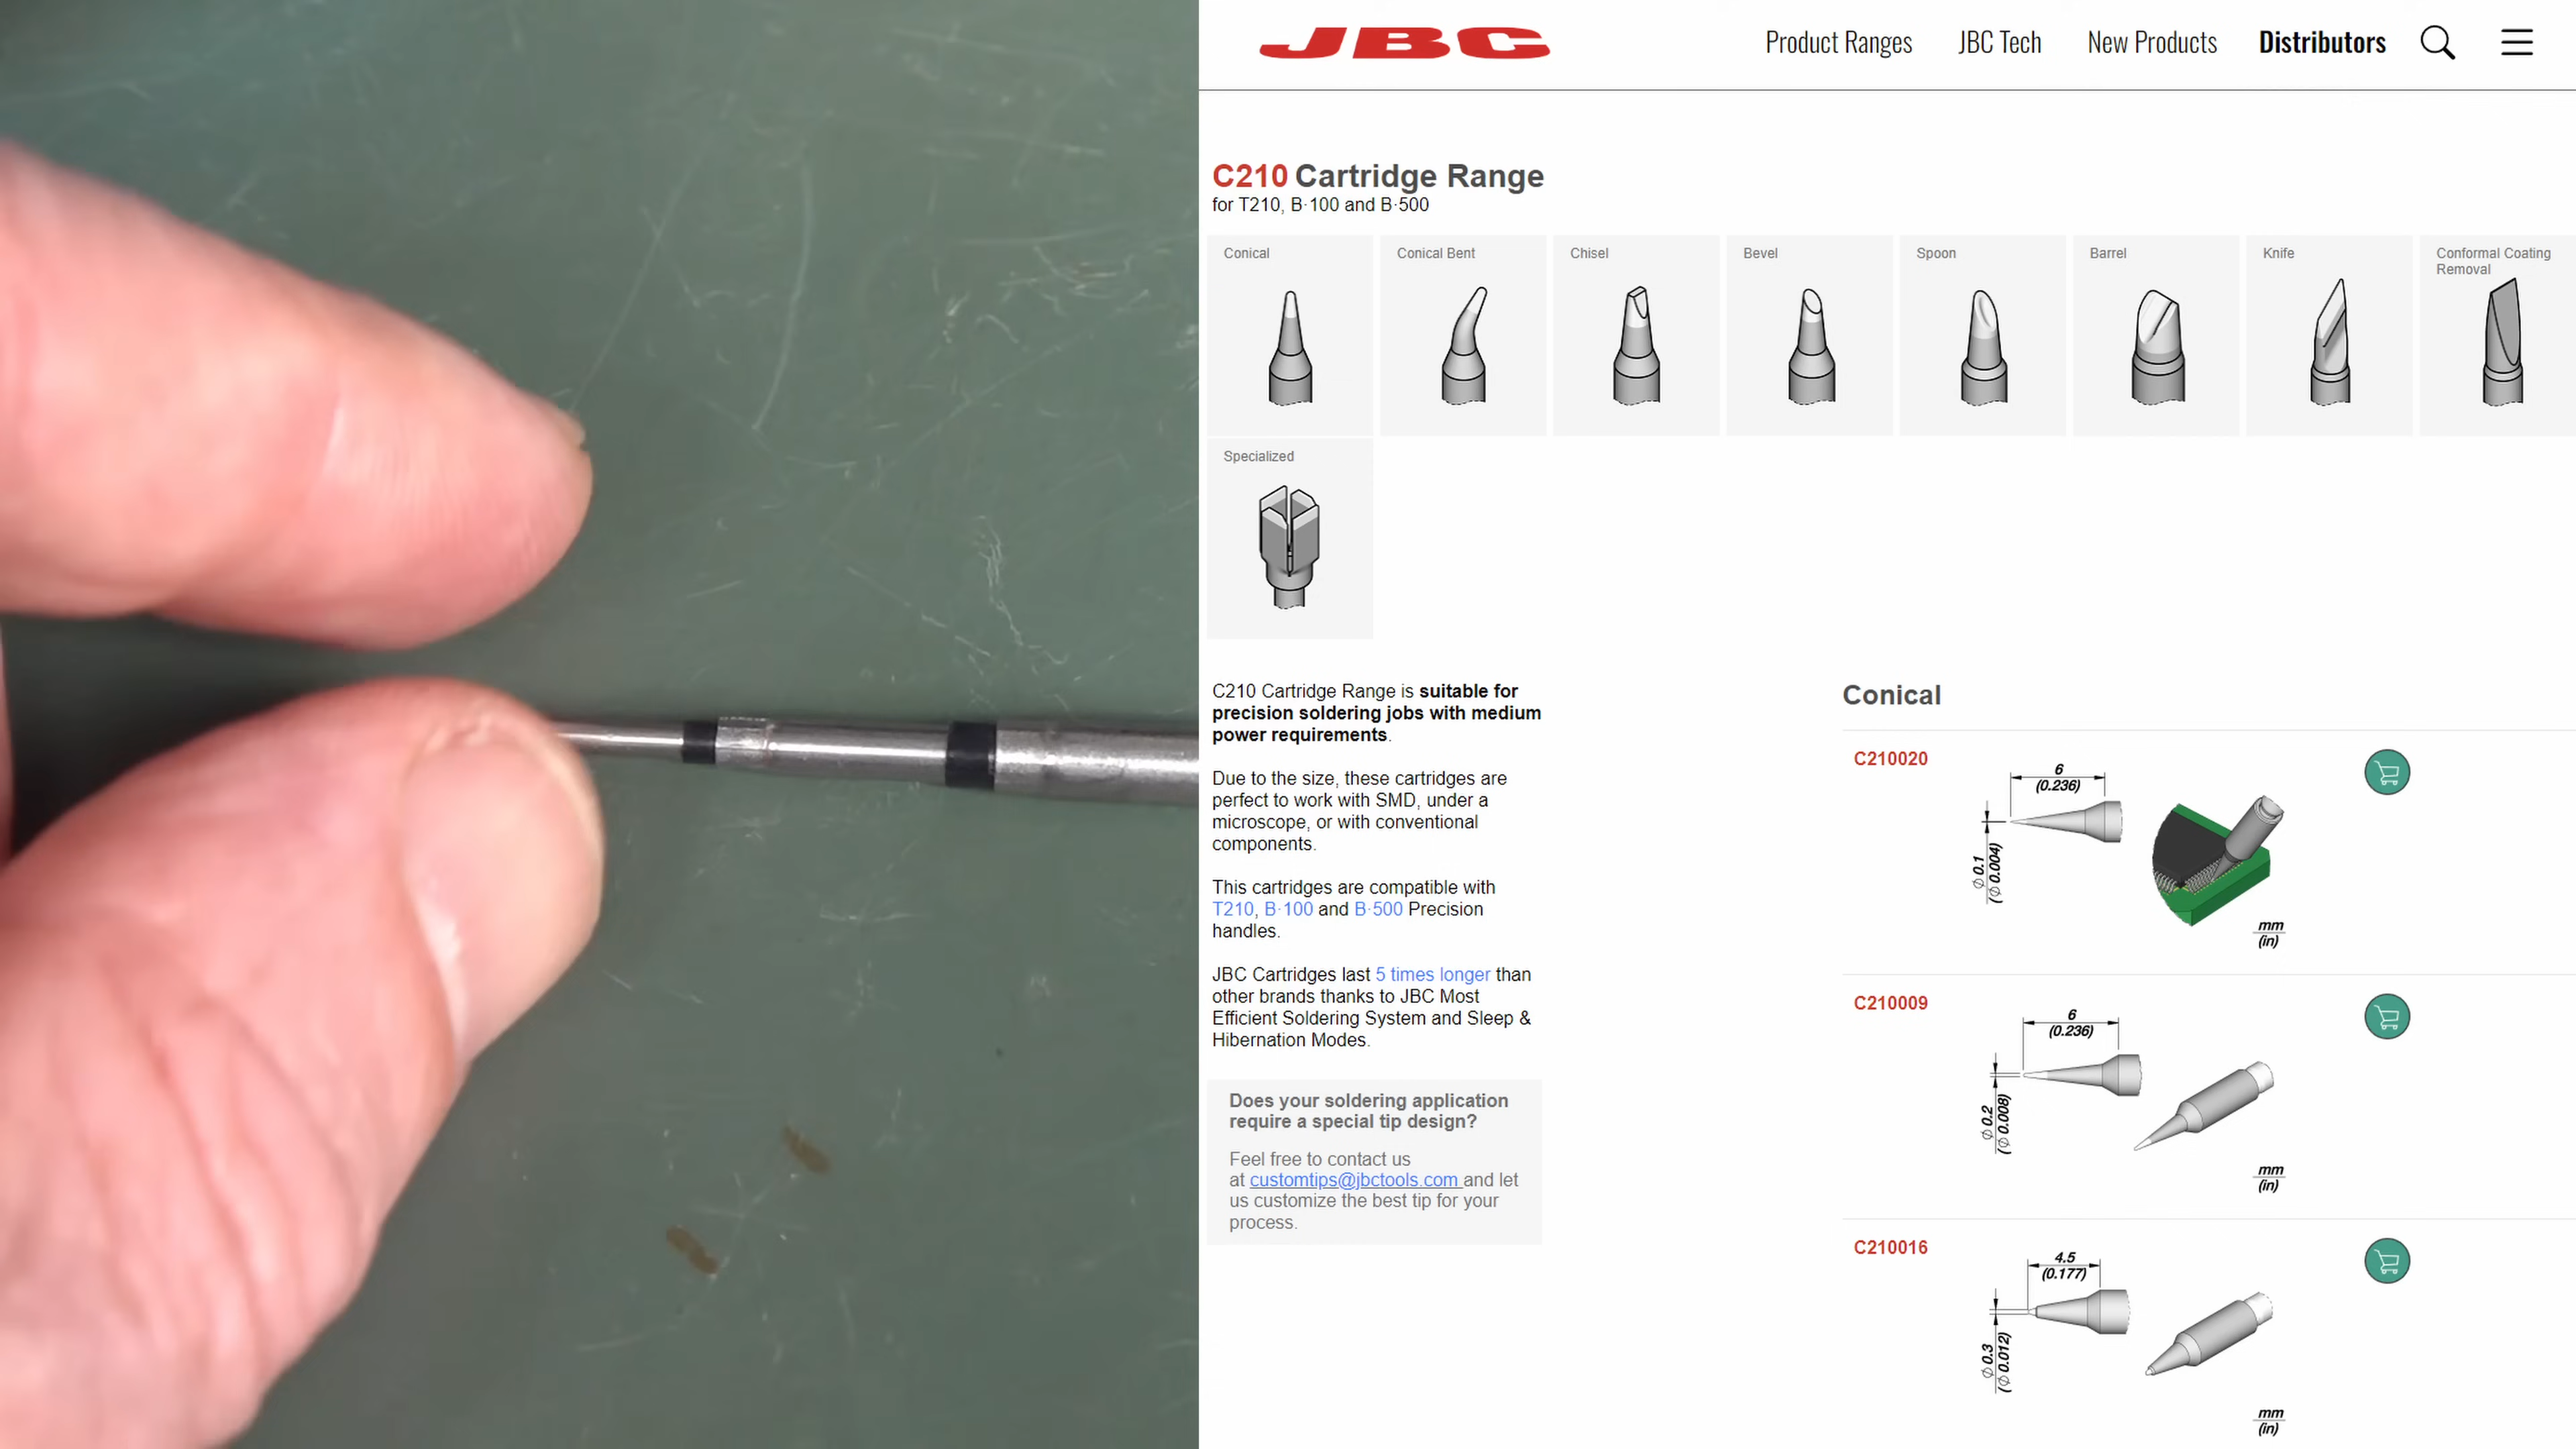 JBC
Product Ranges
JBC Tech
New Products
Distributors
C210 Cartridge Range
for T210, B·100 and B·500
Conical
Conical Bent
Chisel
Bevel
Spoon
Barrel
Knife
Conformal Coating
Removal
Specialized
C210 Cartridge Range is suitable for
precision soldering jobs with medium
power requirements.
Due to the size, these cartridges are
perfect to work with SMD, under a
microscope, or with conventional
components.
This cartridges are compatible with
T210, B·100 and B·500 Precision
handles.
JBC Cartridges last 5 times longer than
other brands thanks to JBC Most
Efficient Soldering System and Sleep &
Hibernation Modes.
Does your soldering application
require a special tip design?
Feel free to contact us
at customtips@jbctools.com and let
us customize the best tip for your
process.
Conical
C210020
6
(0.236)
Ø 0.1
(Ø 0.004)
mm
(in)
C210009
6
(0.236)
Ø 0.2
(Ø 0.008)
mm
(in)
C210016
4.5
(0.177)
Ø 0.3
(Ø 0.012)
mm
(in)